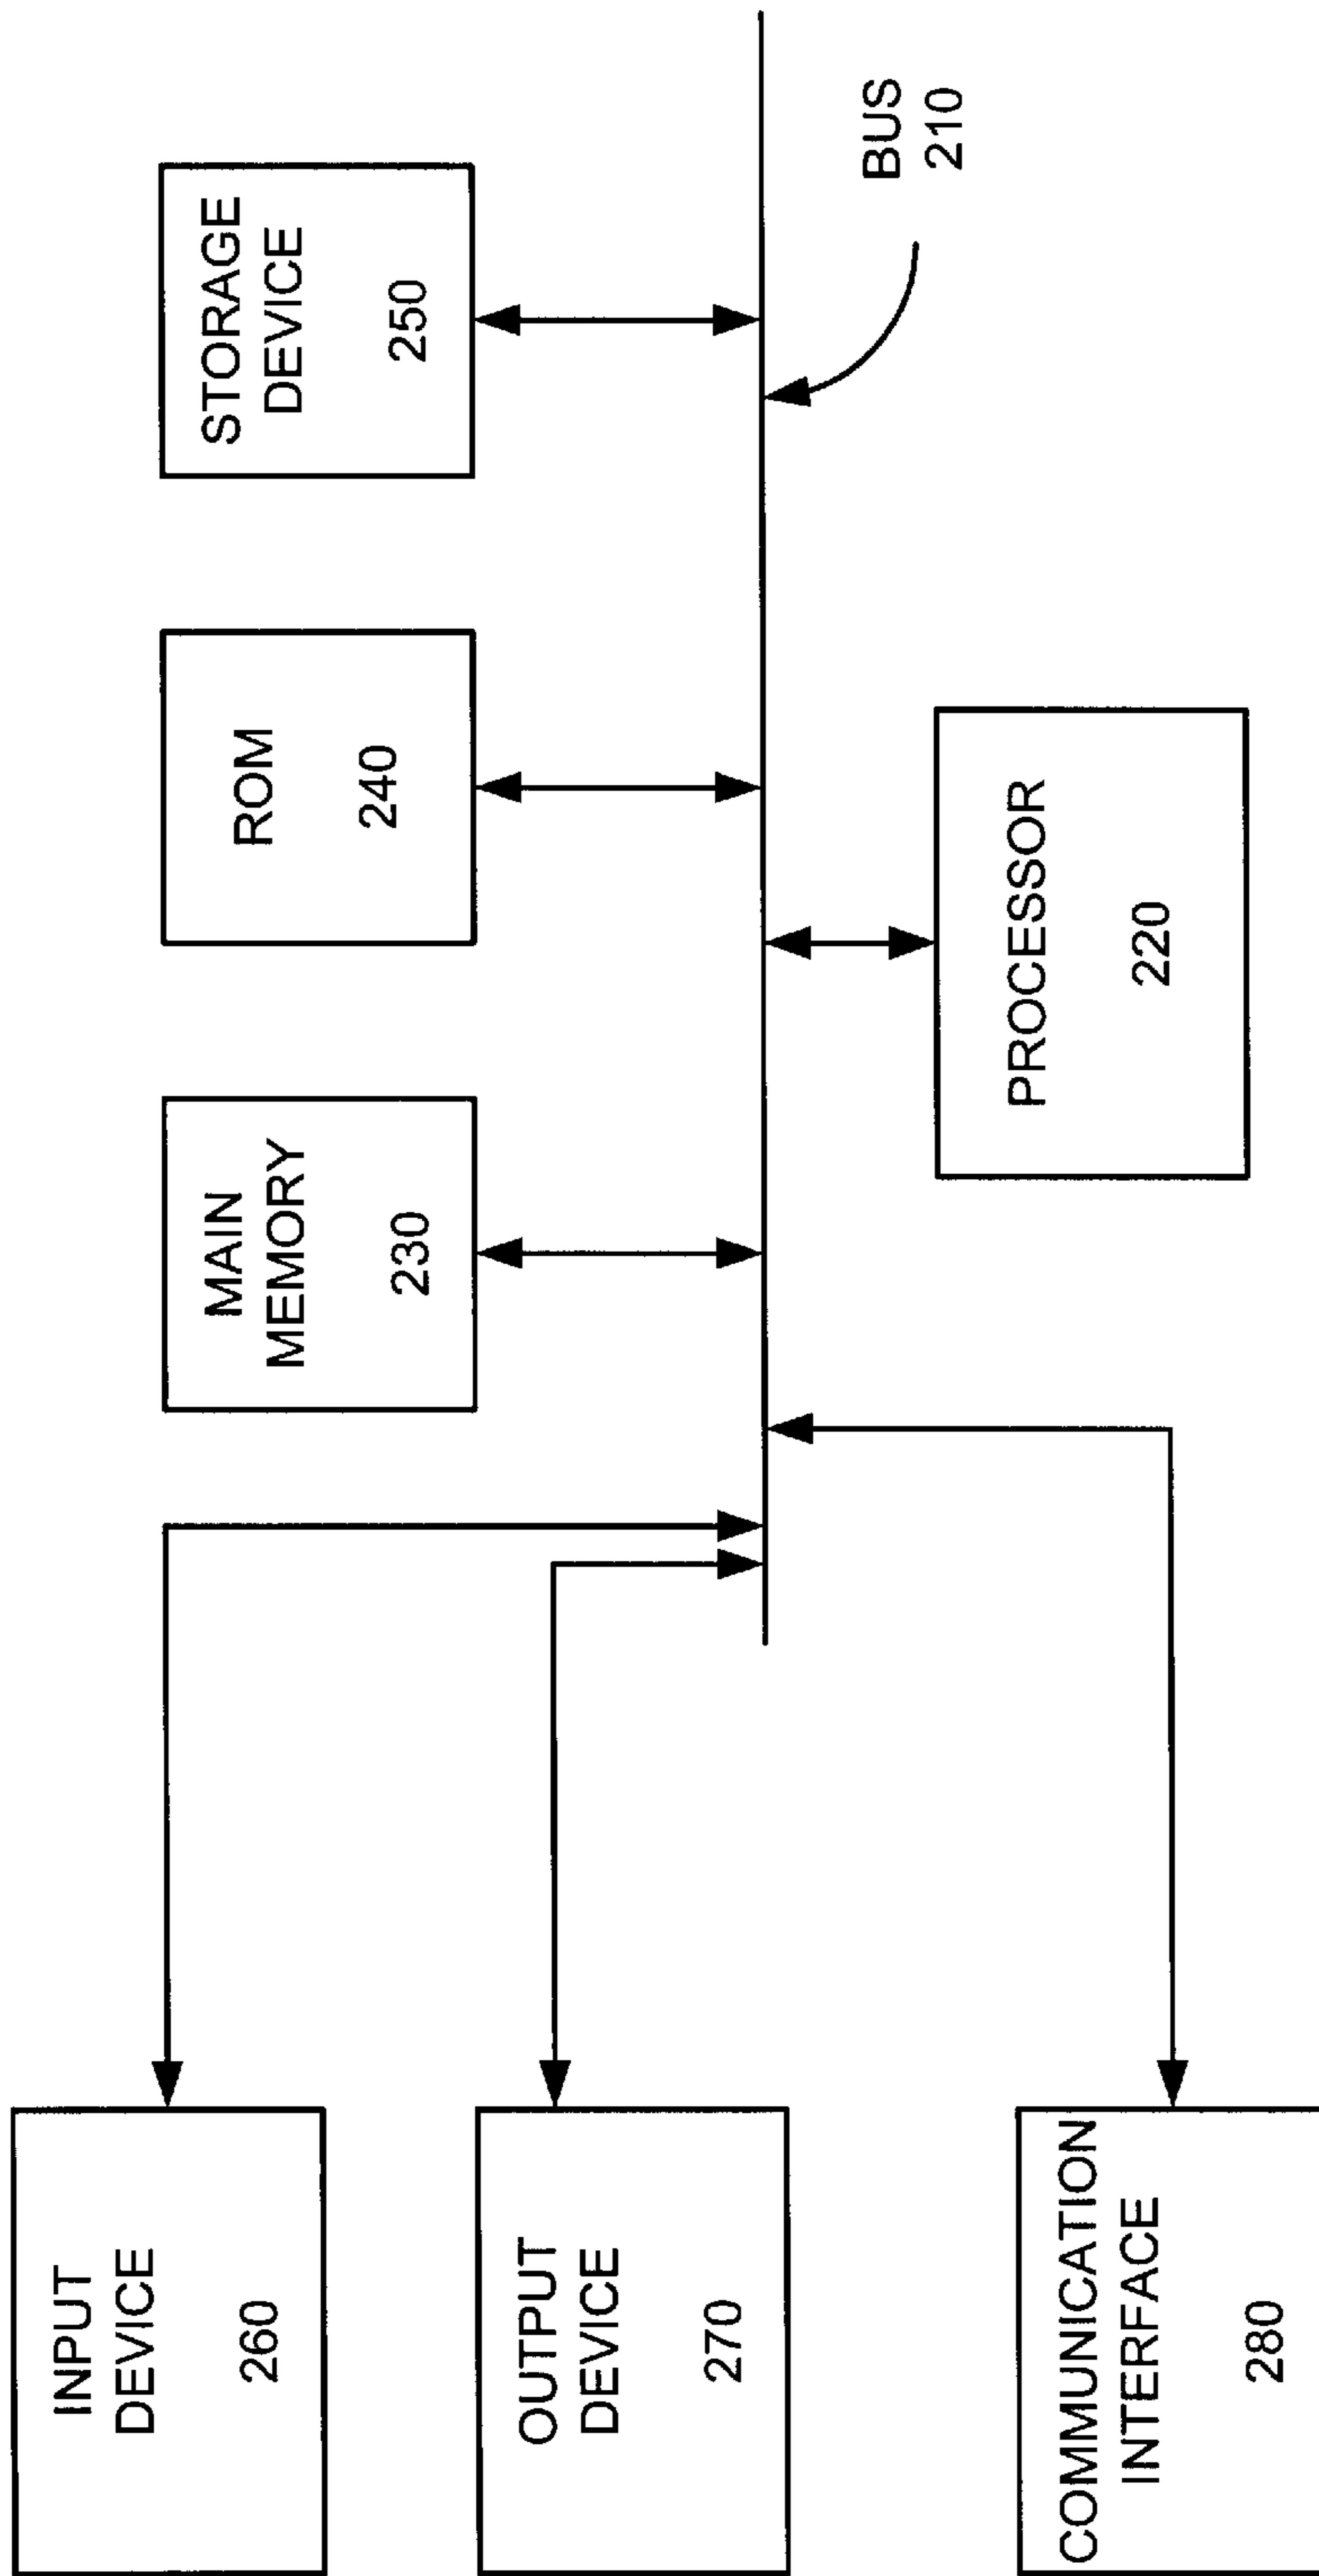 MAIN
MEMORY
230
ROM
240
STORAGE
DEVICE
250
INPUT
DEVICE
260
OUTPUT
DEVICE
270
BUS
210
PROCESSOR
220
COMMUNICATION
INTERFACE
280